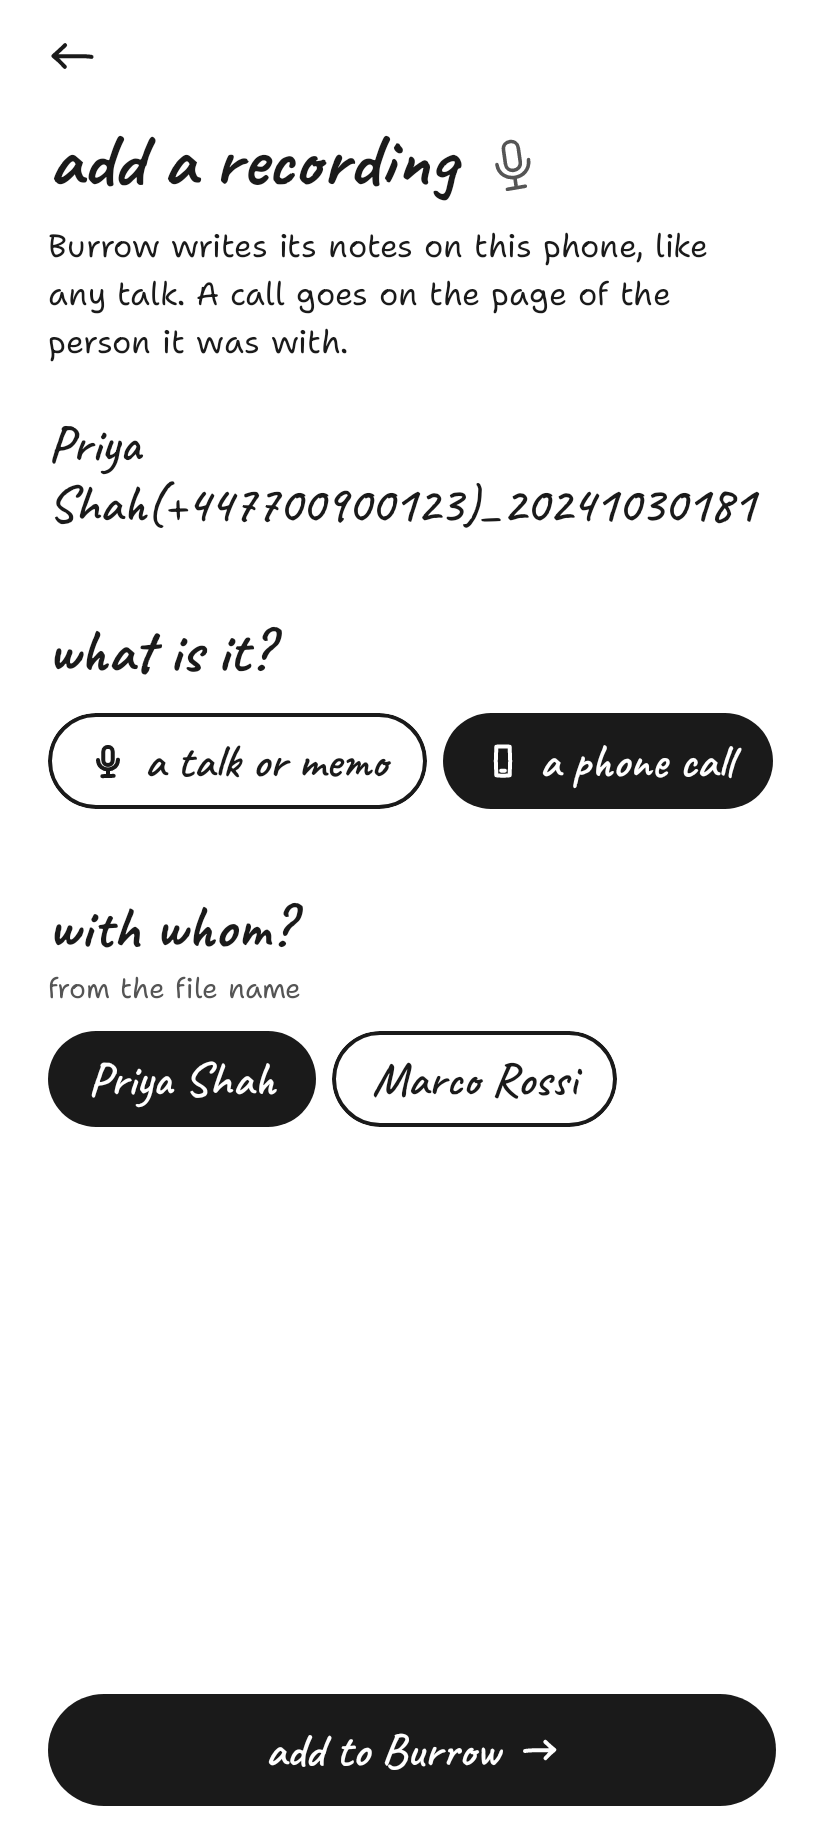 add a recording
Burrow writes its notes on this phone, like
any talk. A call goes on the page of the
person it was with.
Priya
Shah(+447700900123)_20241030181
what is it?
a talk or memo
a phone call
with whom?
from the file name
Priya Shah
Marco Rossi
add to Burrow →